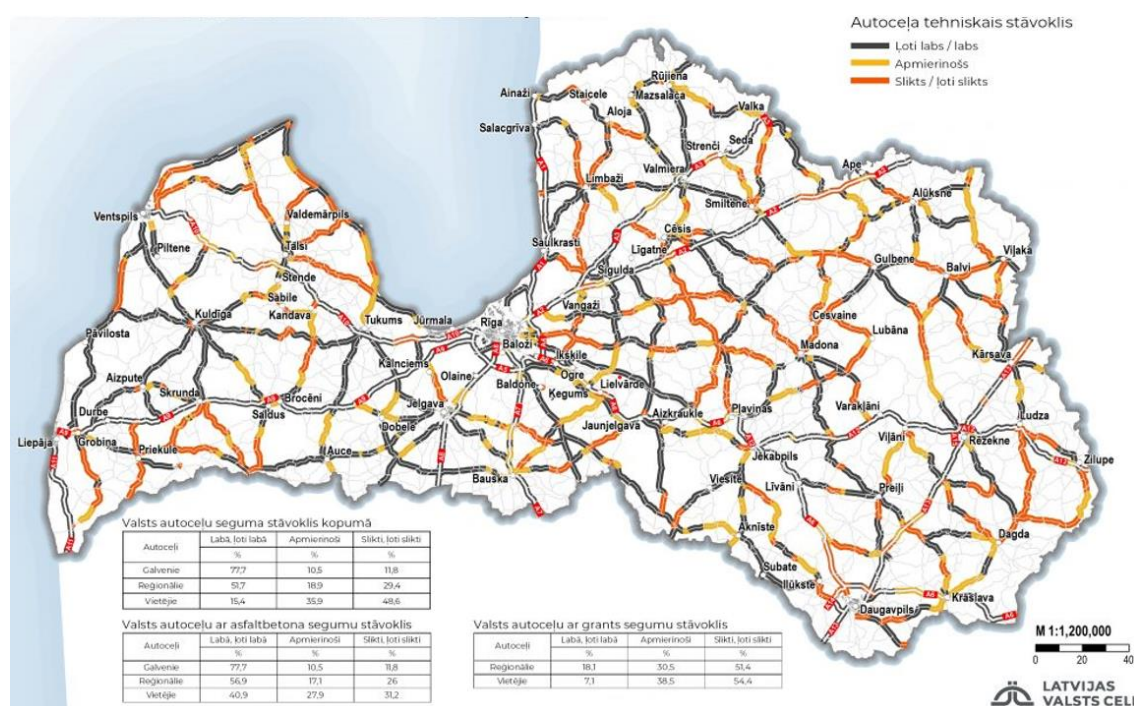 Autoceļa tehniskais stāvoklis
Ļoti labs / labs
Apmierinošs
Slikts / ļoti slikts
Rūjiena
Ainaži
Staicele
Mazsalaca
Aloja
Valka
Salacgrīva
Strenči
Seda
Ape
Valmiera
Limbaži
Alūksne
Smiltene
Ventspils
Valdemārpils
Cēsis
Piltene
Talsi
Saulkrasti
Līgatne
Viļaka
Gulbene
Balvi
Stende
Sigulda
Sabile
Vangaži
Kuldīga
Kandava
Tukums
Jūrmala
Rīga
Cesvaine
Pāvilosta
Baloži
Lubāna
Ikšķile
Madona
Kārsava
Kalnciems
Olaine
Ogre
Aizpute
Baldone
Lielvārde
Skrunda
Brocēni
Ķegums
Jelgava
Aizkraukle
Pļaviņas
Varakļāni
Durbe
Saldus
Dobele
Jaunjelgava
Ludza
Liepāja
Grobiņa
Viļāni
Rēzekne
Priekule
Auce
Jēkabpils
Zilupe
Bauska
Viesīte
Līvāni
Preiļi
Aknīste
Dagda
Subate
Ilūkste
Krāslava
Daugavpils
Valsts autoceļu seguma stāvoklis kopumā
Autoceļi Labā, ļoti labā Apmierinoši Slikti, ļoti slikti
% % %
Galvenie 77,7 10,5 11,8
Reģionālie 51,7 18,9 29,4
Vietējie 15,4 35,9 48,6
Valsts autoceļu ar asfaltbetona segumu stāvoklis
Autoceļi Labā, ļoti labā Apmierinoši Slikti, ļoti slikti
% % %
Galvenie 77,7 10,5 11,8
Reģionālie 56,9 17,1 26
Vietējie 40,9 27,9 31,2
Valsts autoceļu ar grants segumu stāvoklis
Autoceļi Labā, ļoti labā Apmierinoši Slikti, ļoti slikti
% % %
Reģionālie 18,1 30,5 51,4
Vietējie 7,1 38,5 54,4
M 1:1,200,000
0 20 40
LATVIJAS
VALSTS CEĻI